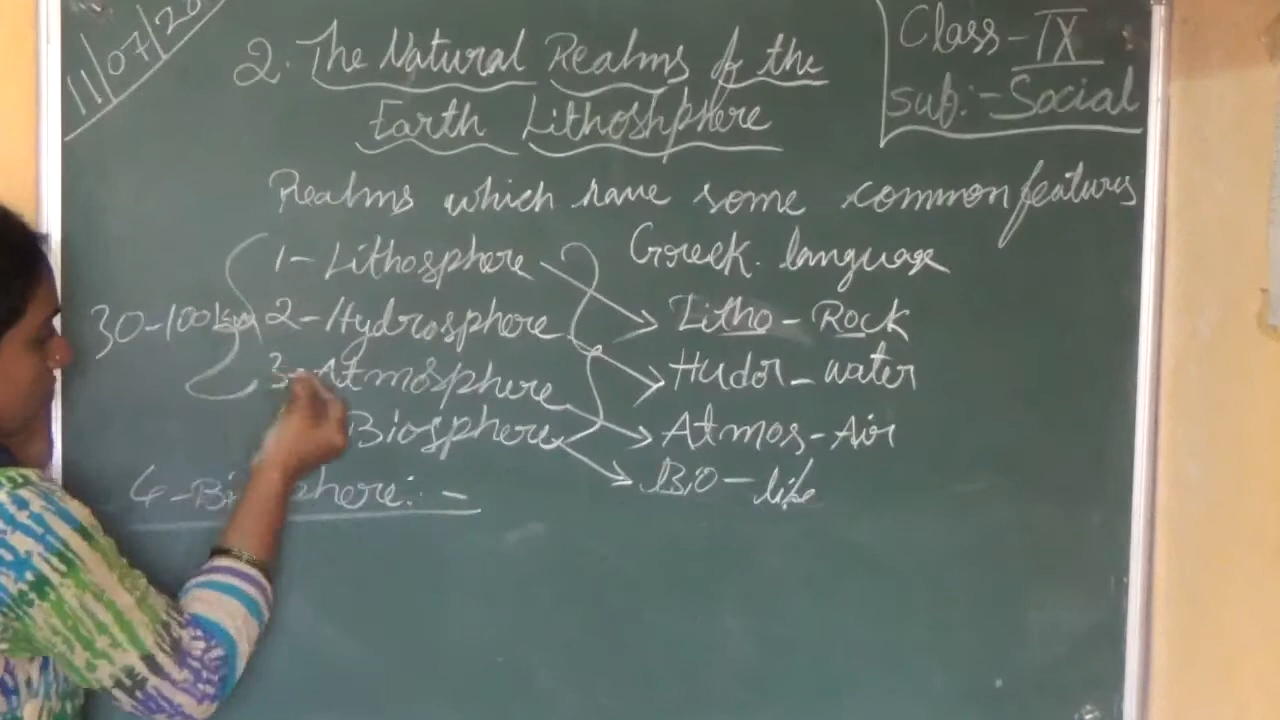 11/07/20
2. The Natural Realms of the
Earth Lithoshphere
Class - IX
Sub:- Social
Realms which have some common features
1- Lithosphere
2- Hydrosphere
3- Atmosphere
Biosphere
30-100km
Greek. language
Litho - Rock
Hudor - water
Atmos - Air
Bio - life
4-Bi phere: -